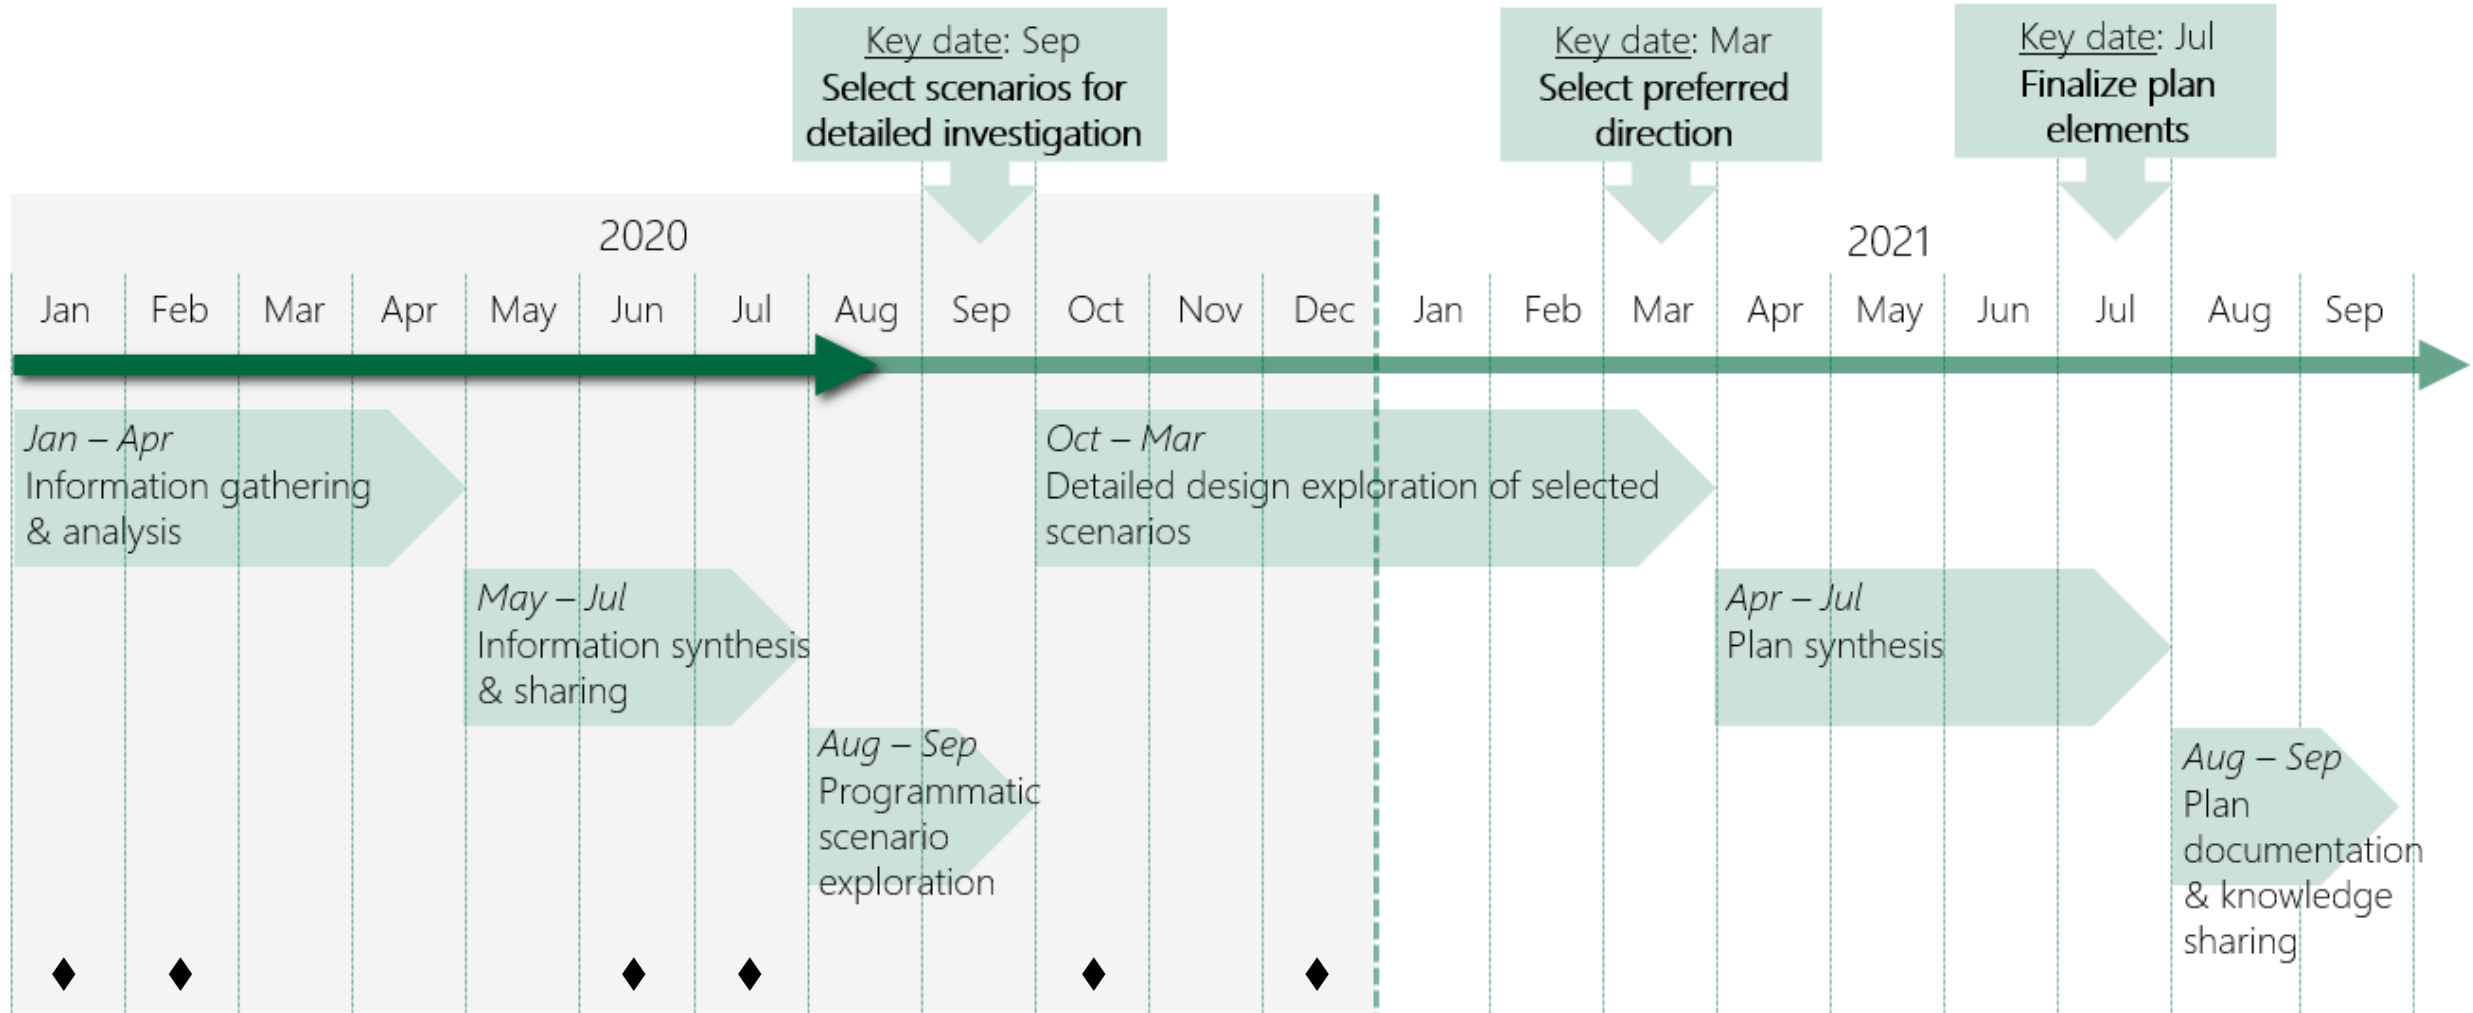 Key date: Sep
Select scenarios for
detailed investigation
Key date: Mar
Select preferred
direction
Key date: Jul
Finalize plan
elements
2020
2021
Jan Feb Mar Apr May Jun Jul Aug Sep Oct Nov Dec Jan Feb Mar Apr May Jun Jul Aug Sep
Jan – Apr
Information gathering
& analysis
Oct – Mar
Detailed design exploration of selected
scenarios
May – Jul
Information synthesis
& sharing
Apr – Jul
Plan synthesis
Aug – Sep
Programmatic
scenario
exploration
Aug – Sep
Plan
documentation
& knowledge
sharing